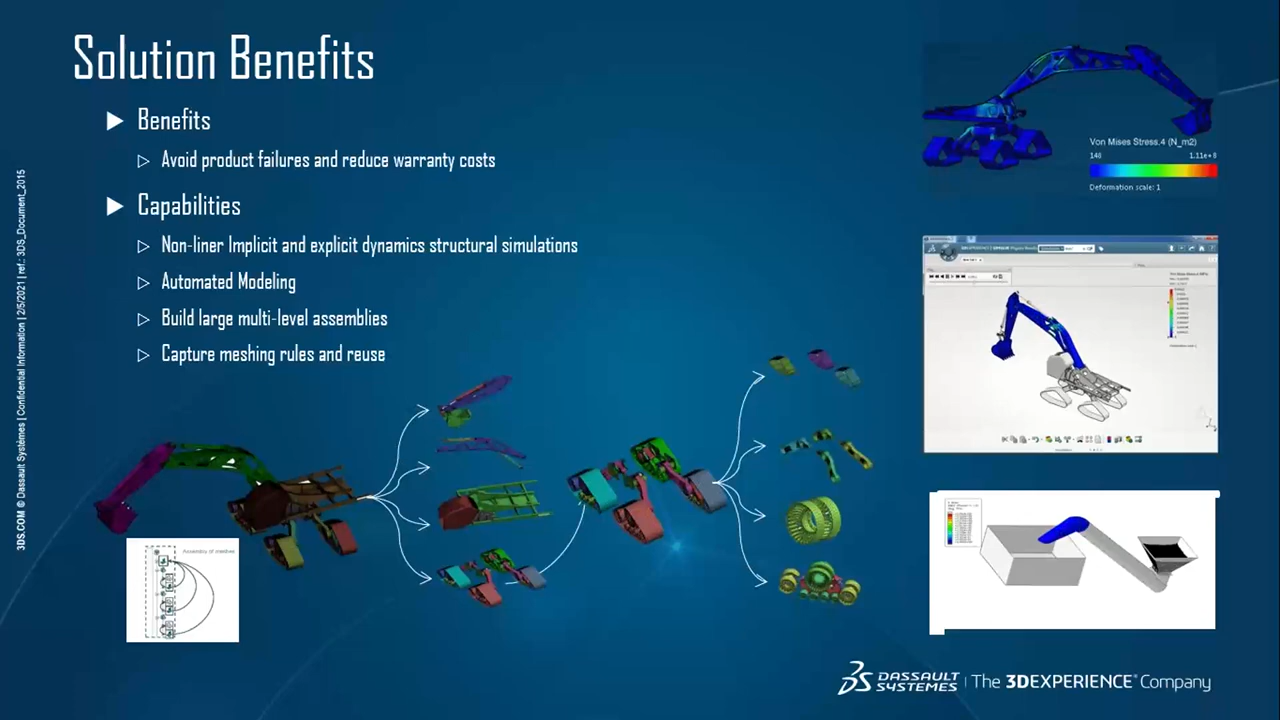 Solution Benefits
Benefits
Avoid product failures and reduce warranty costs
Capabilities
Non-liner Implicit and explicit dynamics structural simulations
Automated Modeling
Build large multi-level assemblies
Capture meshing rules and reuse
3DS.COM © Dassault Systèmes | Confidential Information | 2/5/2021 | ref.: 3DS_Document_2015
Von Mises Stress.4 (N_m2)
148 1.11e+8
Deformation scale: 1
3DEXPERIENCE
Assembly of meshes
DASSAULT SYSTEMES | The 3DEXPERIENCE® Company